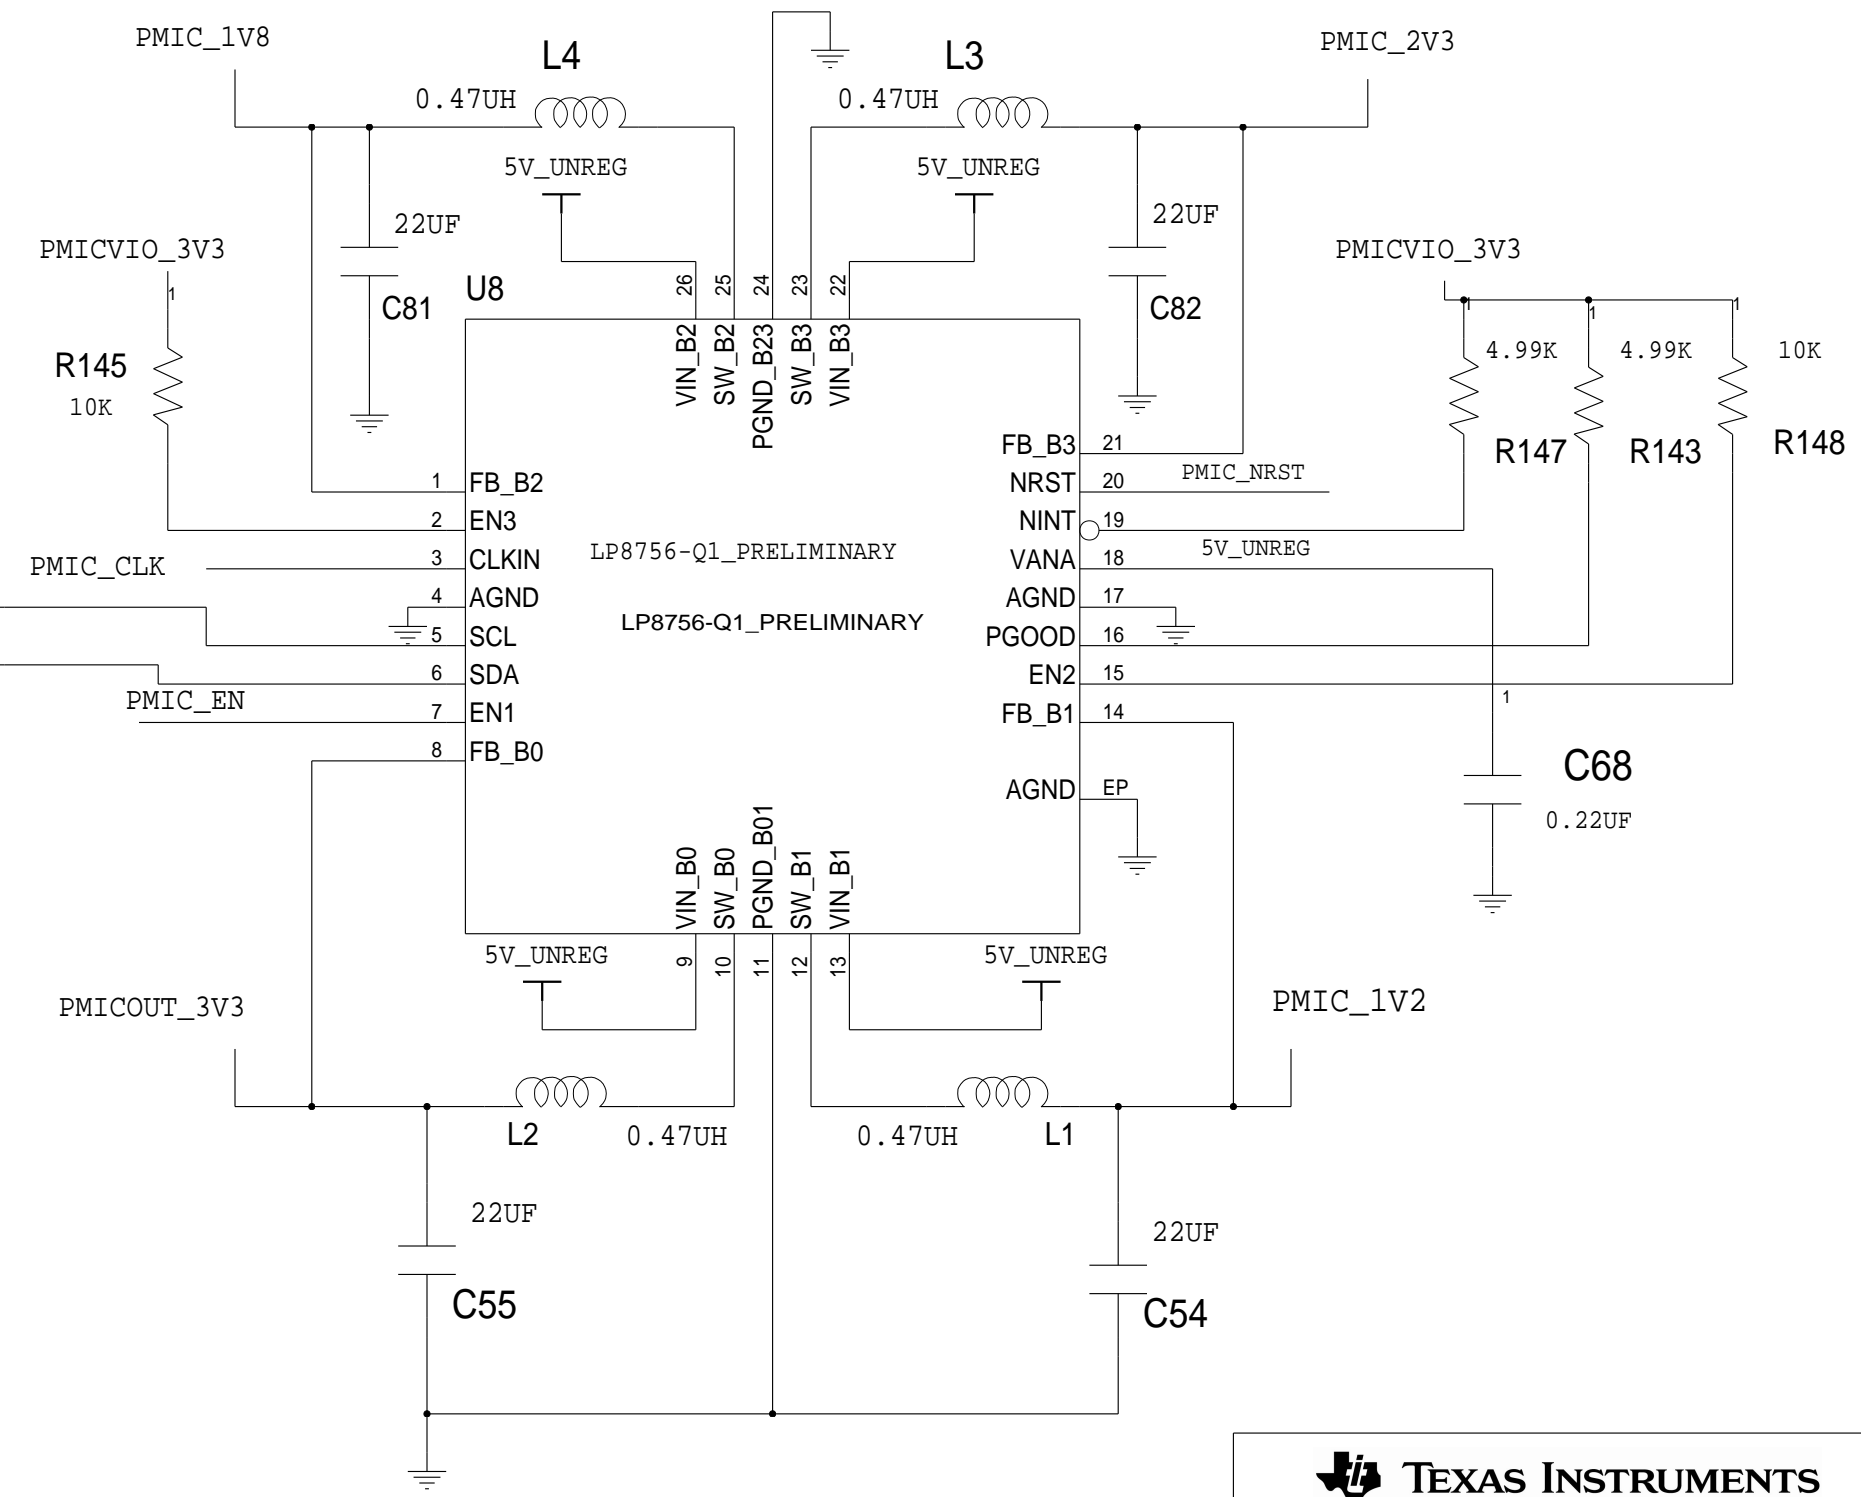 PMIC_1V8
L4
L3
PMIC_2V3
0.47UH
0.47UH
5V_UNREG
5V_UNREG
22UF
22UF
PMICVIO_3V3
PMICVIO_3V3
1
U8
C81
C82
26
25
24
23
22
1
1
1
VIN_B2
SW_B2
PGND_B23
SW_B3
VIN_B3
R145
10K
4.99K
4.99K
10K
R147
R143
R148
1 FB_B2
2 EN3
3 CLKIN
4 AGND
5 SCL
6 SDA
7 EN1
8 FB_B0
PMIC_CLK
PMIC_EN
LP8756-Q1_PRELIMINARY
LP8756-Q1_PRELIMINARY
FB_B3 21
NRST 20
NINT 19
VANA 18
AGND 17
PGOOD 16
EN2 15
FB_B1 14
AGND EP
PMIC_NRST
5V_UNREG
1
C68
0.22UF
VIN_B0
SW_B0
PGND_B01
SW_B1
VIN_B1
9
10
11
12
13
5V_UNREG
5V_UNREG
PMICOUT_3V3
PMIC_1V2
L2
0.47UH
0.47UH
L1
22UF
22UF
C55
C54
TEXAS INSTRUMENTS